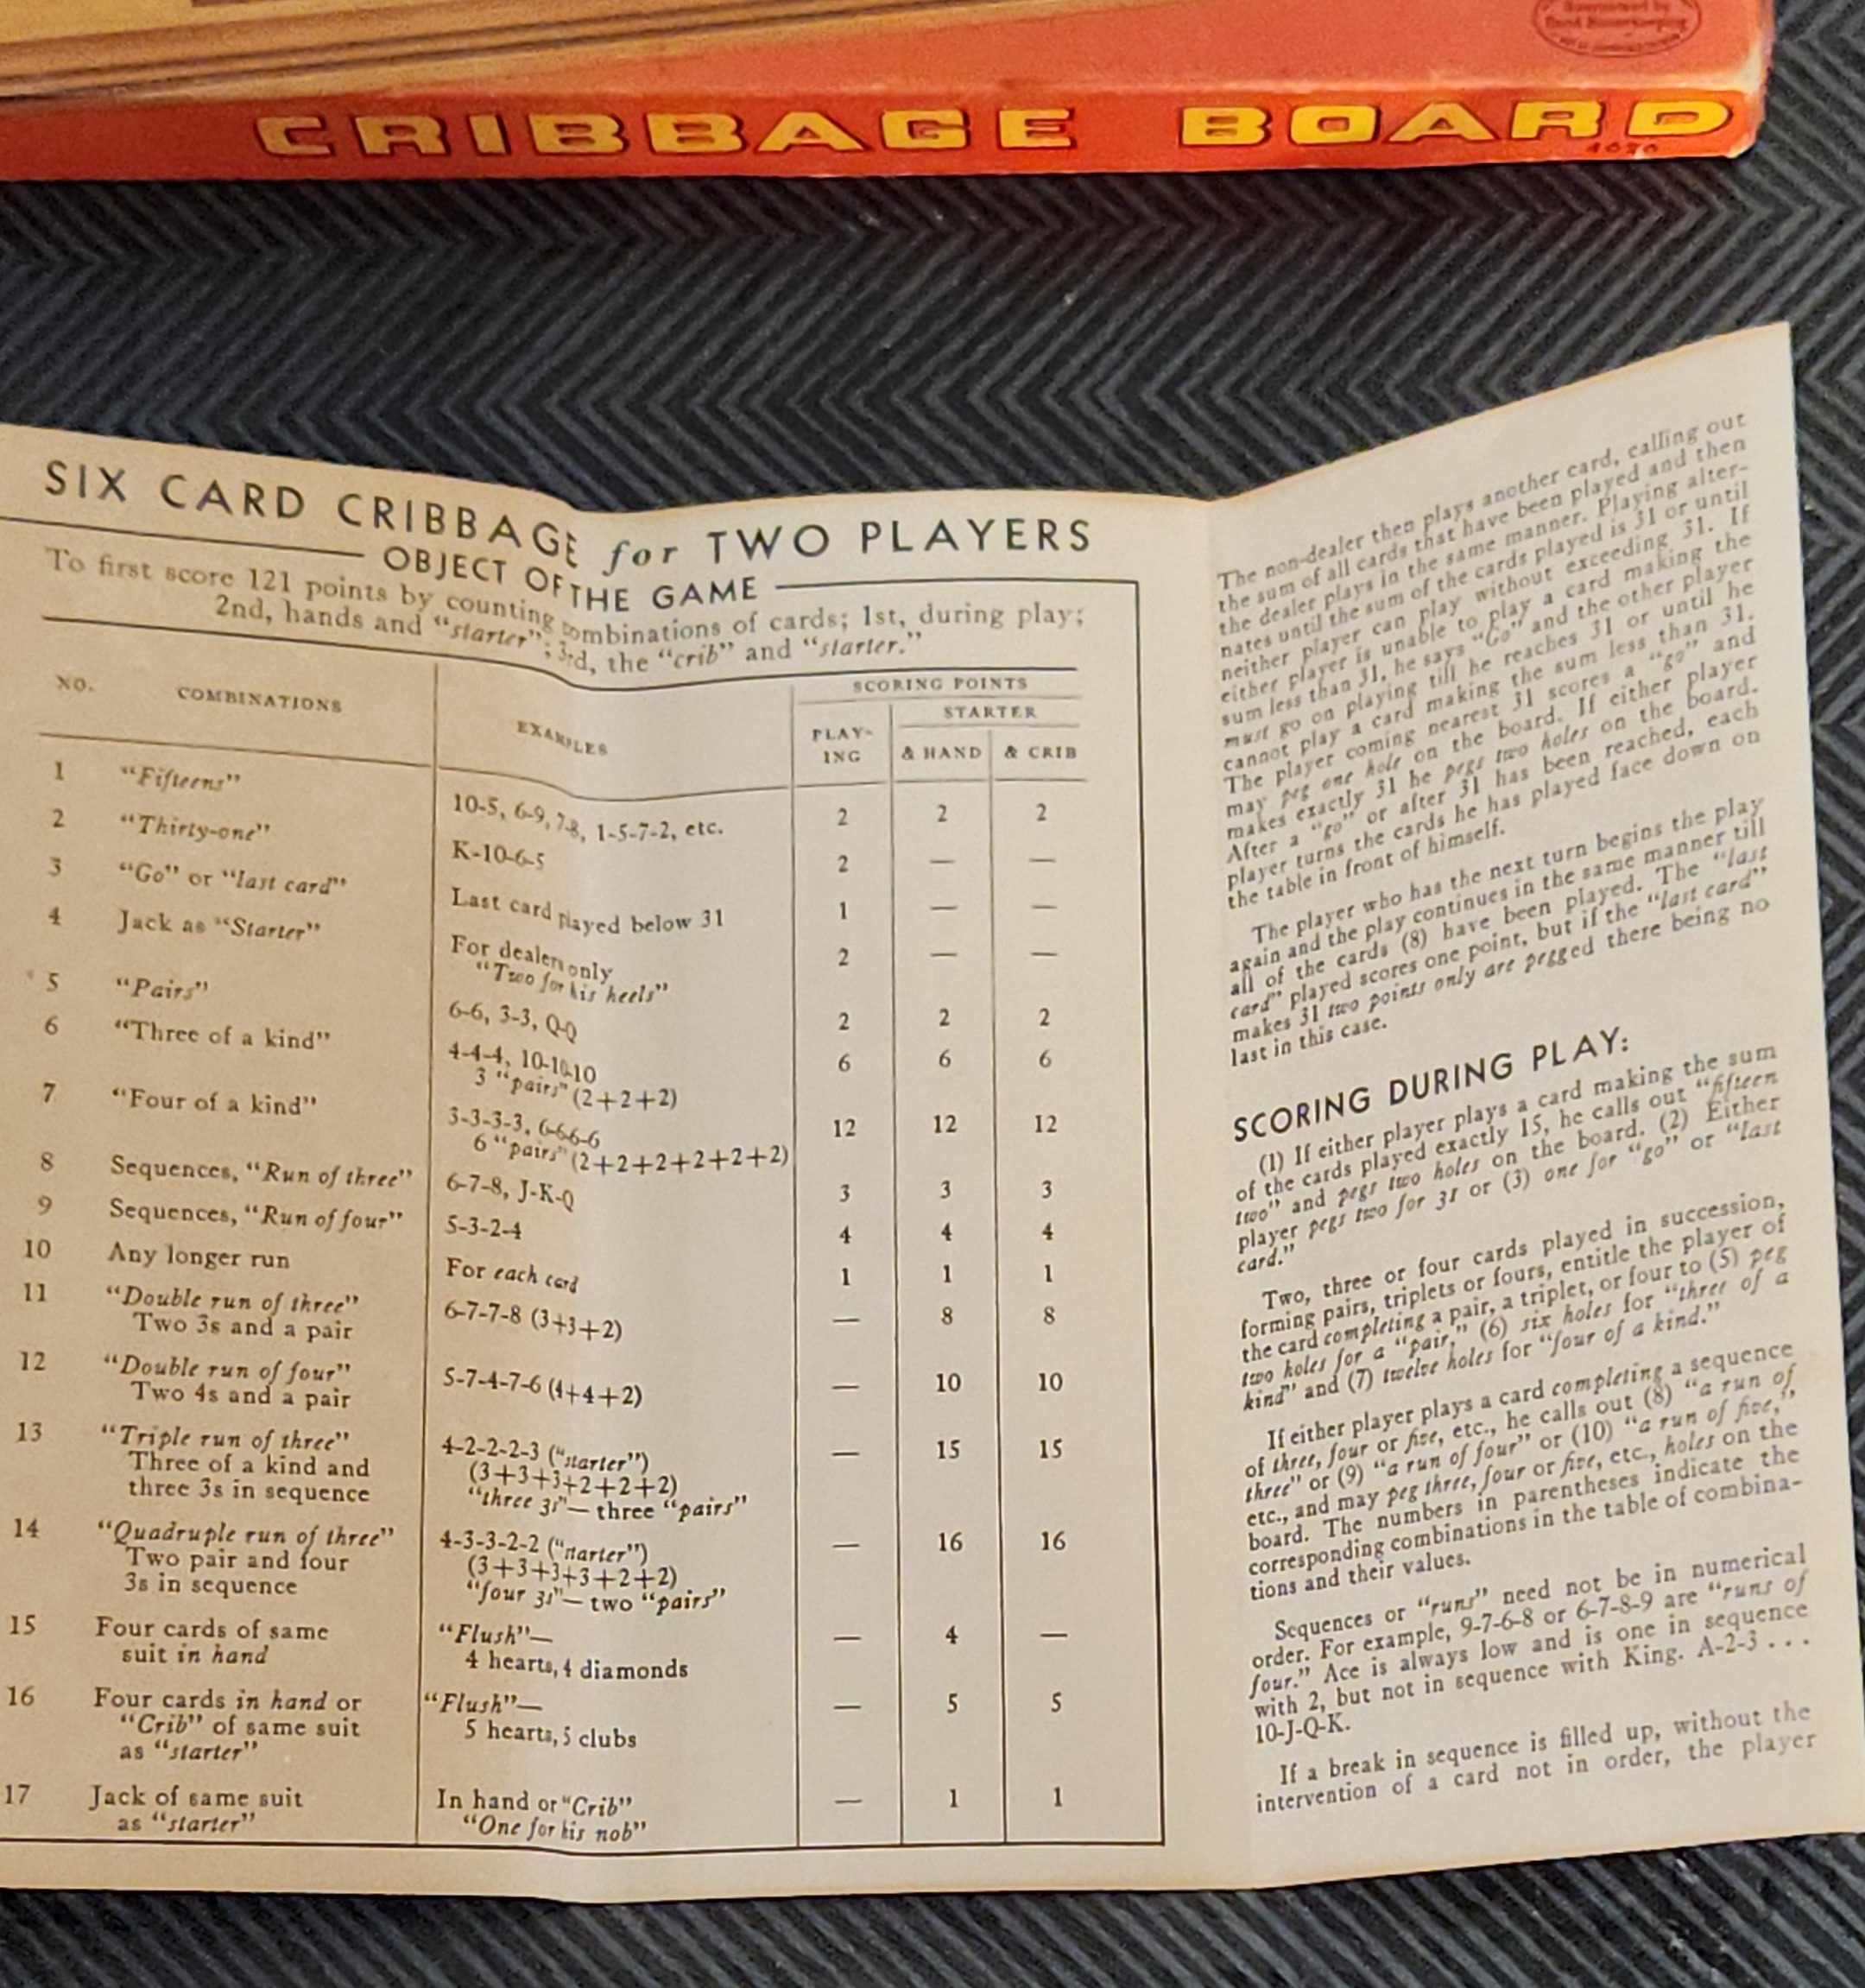 Guaranteed by
Good Housekeeping
CRIBBAGE BOARD
4020
SIX CARD CRIBBAGE for TWO PLAYERS
OBJECT OF THE GAME
To first score 121 points by counting combinations of cards; 1st, during play;
2nd, hands and "starter"; 3rd, the "crib" and "starter."
NO. COMBINATIONS EXAMPLES SCORING POINTS
PLAY-ING STARTER
& HAND & CRIB
1 "Fifteens" 10-5, 6-9, 7-8, 1-5-7-2, etc. 2 2 2
2 "Thirty-one" K-10-6-5 2 — —
3 "Go" or "last card" Last card played below 31 1 — —
4 Jack as "Starter" For dealer only 2 — —
"Two for his heels"
5 "Pairs" 6-6, 3-3, Q-Q 2 2 2
6 "Three of a kind" 4-4-4, 10-10-10 6 6 6
3 "pairs" (2+2+2)
7 "Four of a kind" 3-3-3-3, 6-6-6-6 12 12 12
6 "pairs" (2+2+2+2+2+2)
8 Sequences, "Run of three" 6-7-8, J-K-Q 3 3 3
9 Sequences, "Run of four" 5-3-2-4 4 4 4
10 Any longer run For each card 1 1 1
11 "Double run of three" 6-7-7-8 (3+3+2) — 8 8
Two 3s and a pair
12 "Double run of four" 5-7-4-7-6 (4+4+2) — 10 10
Two 4s and a pair
13 "Triple run of three" 4-2-2-2-3 ("starter") — 15 15
Three of a kind and (3+3+3+2+2+2)
three 3s in sequence "three 3s"— three "pairs"
14 "Quadruple run of three" 4-3-3-2-2 ("starter") — 16 16
Two pair and four (3+3+3+3+2+2)
3s in sequence "four 3s"— two "pairs"
15 Four cards of same "Flush"— — 4 —
suit in hand 4 hearts, 4 diamonds
16 Four cards in hand or "Flush"— — 5 5
"Crib" of same suit 5 hearts, 5 clubs
as "starter"
17 Jack of same suit In hand or "Crib" — 1 1
as "starter" "One for his nob"
The non-dealer then plays another card, calling out
the sum of all cards that have been played and then
the dealer plays in the same manner. Playing alter-
nates until the sum of the cards played is 31 or until
neither player can play without exceeding 31. If
either player is unable to play a card making the
sum less than 31, he says "Go" and the other player
must go on playing till he reaches 31 or until he
cannot play a card making the sum less than 31.
The player coming nearest 31 scores a "go" and
may peg one hole on the board. If either player
makes exactly 31 he pegs two holes on the board.
After a "go" or after 31 has been reached, each
player turns the cards he has played face down on
the table in front of himself.
The player who has the next turn begins the play
again and the play continues in the same manner till
all of the cards (8) have been played. The "last
card" played scores one point, but if the "last card"
makes 31 two points only are pegged there being no
last in this case.
SCORING DURING PLAY:
(1) If either player plays a card making the sum
of the cards played exactly 15, he calls out "fifteen
two" and pegs two holes on the board. (2) Either
player pegs two for 31 or (3) one for "go" or "last
card."
Two, three or four cards played in succession,
forming pairs, triplets or fours, entitle the player of
the card completing a pair, a triplet, or four to (5) peg
two holes for a "pair," (6) six holes for "three of a
kind" and (7) twelve holes for "four of a kind."
If either player plays a card completing a sequence
of three, four or five, etc., he calls out (8) "a run of
three" or (9) "a run of four" or (10) "a run of five,"
etc., and may peg three, four or five, etc., holes on the
board. The numbers in parentheses indicate the
corresponding combinations in the table of combina-
tions and their values.
Sequences or "runs" need not be in numerical
order. For example, 9-7-6-8 or 6-7-8-9 are "runs of
four." Ace is always low and is one in sequence
with 2, but not in sequence with King. A-2-3 . . .
10-J-Q-K.
If a break in sequence is filled up, without the
intervention of a card not in order, the player